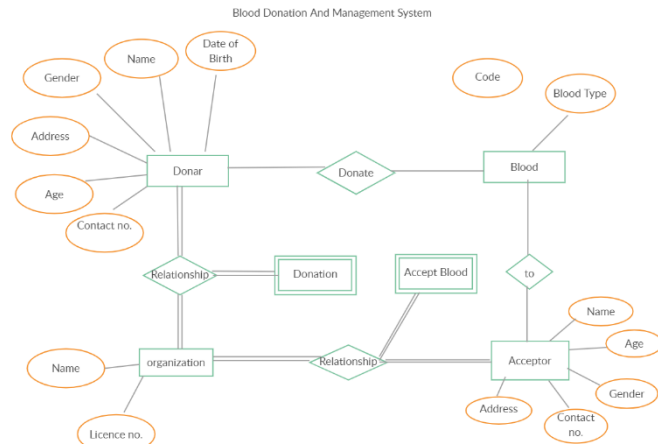 Blood Donation And Management System
Date of
Birth
Name
Gender
Code
Blood Type
Address
Donar
Donate
Blood
Age
Contact no.
Relationship
Donation
Accept Blood
to
Name
Age
Name
organization
Relationship
Acceptor
Gender
Address
Contact
no.
Licence no.